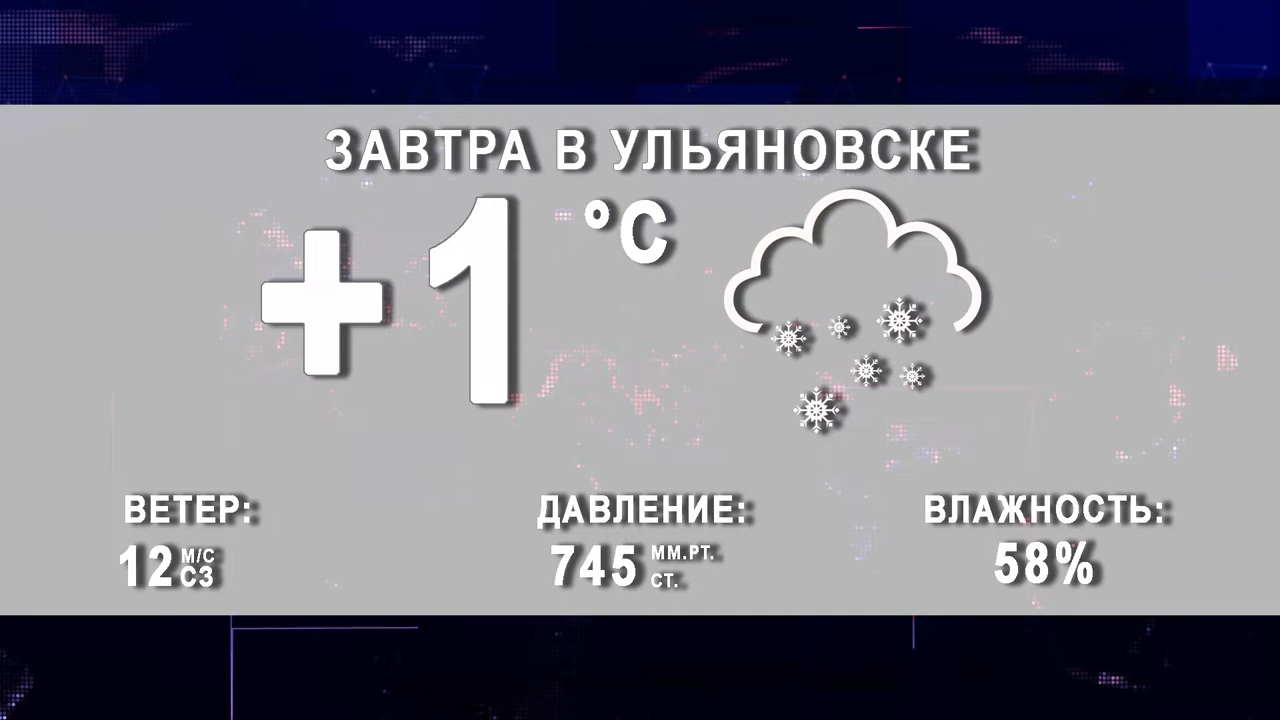 ЗАВТРА В УЛЬЯНОВСКЕ
+1 °C
ВЕТЕР:
12 М/С СЗ
ДАВЛЕНИЕ:
745 ММ.РТ. СТ.
ВЛАЖНОСТЬ:
58%